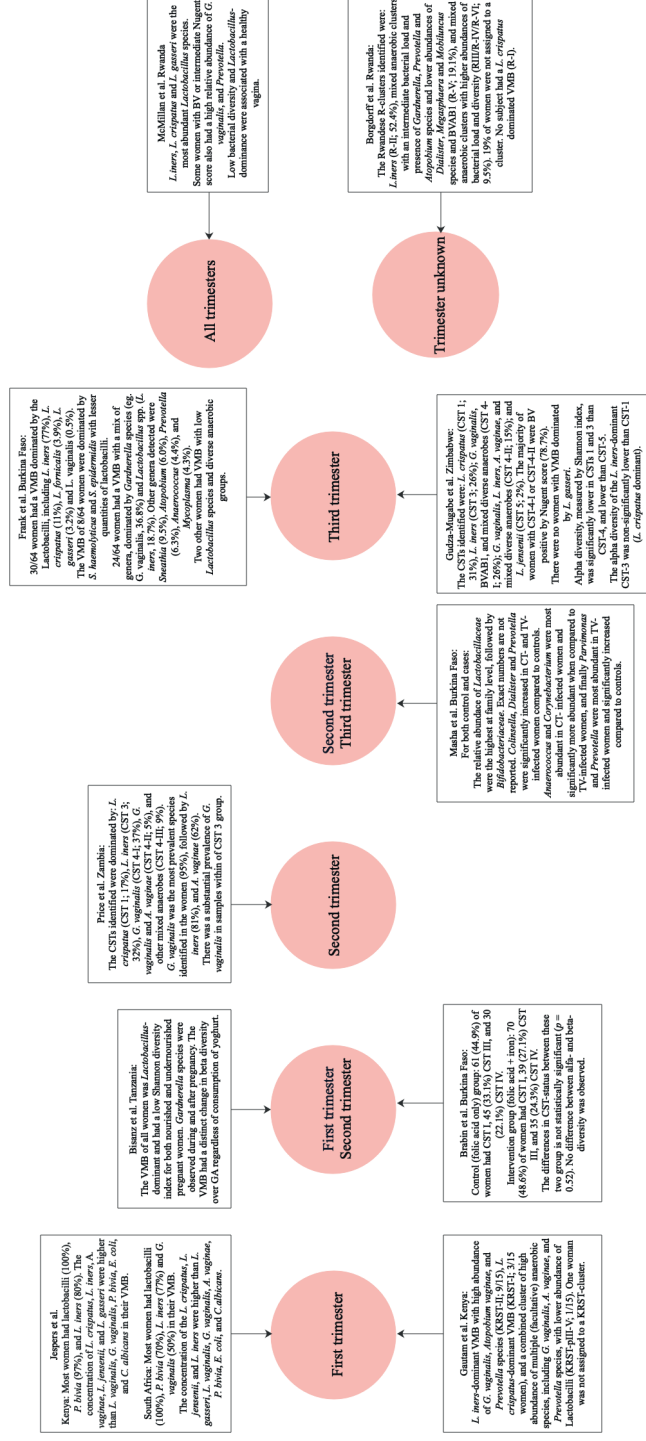 Jespers et al.
Kenya: Most women had lactobacilli (100%),
P. bivia (97%), and L. iners (80%). The
concentration of L. crispatus, L. iners, A.
vaginae, L. jensenii, and L. gasseri were higher
than L. vaginalis, G. vaginalis, P. bivia, E. coli,
and C. albicans in their VMB.
South Africa: Most women had lactobacilli
(100%), P. bivia (70%), L. iners (77%) and G.
vaginalis (50%) in their VMB.
The concentration of the L. crispatus, L.
jenseenii, and L. iners were higher than L.
gasseri, L. vaginalis, G. vaginalis, A. vaginae,
P. bivia, E. coli, and C.albicans.
Bisanz et al. Tanzania:
The VMB of all women was Lactobacillus-
dominant and had a low Shannon diversity
index for both nourished and undernourished
pregnant women. Gardnerella species were
observed during and after pregnancy. The
VMB had a distinct change in beta diversity
over GA regardless of consumption of yoghurt.
Price et al. Zambia:
The CSTs identified were dominated by: L.
crispatus (CST 1; 17%), L. iners (CST 3;
32%), G. vaginalis (CST 4-I; 37%), G.
vaginalis and A. vaginae (CST 4-II; 5%), and
other mixed anaerobes (CST 4-III; 9%).
G. vaginalis was the most prevalent species
identified in the women (95%), followed by L.
iners (81%), and A. vaginae (62%).
There was a substantial prevalence of G.
vaginalis in samples within of CST 3 group.
Frank et al. Burkina Faso:
30/64 women had a VMB dominated by the
Lactobacilli, including L. iners (77%), L.
crispatus (11%), L. fornicalis (3.9%), L.
gasseri (3.2%) and L. vaginalis (0.5%).
The VMB of 8/64 women were dominated by
S. haemolyticus and S. epidermidis with lesser
quantities of lactobacilli.
24/64 women had a VMB with a mix of
genera, dominated by Gardnerella species (eg.
G. vaginalis, 36.8%) and Lactobacillus spp. (L.
iners, 18.7%). Other genera detected were
Sneathia (9.5%), Atopobium (6.0%), Prevotella
(6.3%), Anaerococcus (4.4%), and
Mycoplasma (4.3%).
Two other women had VMB with low
Lactobacillus species and diverse anaerobic
groups.
McMillan et al. Rwanda
L iners, L crispatus and L. gasseri were the
most abundant Lactobacillus species.
Some women with BV or intermediate Nugent
score also had a high relative abundance of G.
vaginalis, and Prevotella.
Low bacterial diversity and Lactobacillus-
dominance were associated with a healthy
vagina.
First trimester
First trimester
Second trimester
Second trimester
Second trimester
Third trimester
Third trimester
All trimesters
Trimester unknown
Gautam et al. Kenya:
L. iners-dominant VMB with high abundance
of G. vaginalis, Atopobium vaginae, and
Prevotella species (KRST-II; 9/15), L.
crispatus-dominant VMB (KRST-I; 3/15
women), and a combined cluster of high
abundance of multiple (facultative) anaerobic
species, including G. vaginalis, A. vaginae, and
Prevotella species, with lower abundance of
Lactobacilli (KRST-pIII-V; 1/15). One woman
was not assigned to a KRST-cluster.
Brabin et al. Burkina Faso:
Control (folic acid only) group: 61 (44.9%) of
women had CST I, 45 (33.1%) CST III, and 30
(22.1%) CST IV.
Intervention group (folic acid + iron): 70
(48.6%) of women had CST I, 39 (27.1%) CST
III, and 35 (24.3%) CST IV.
The differences in CST-status between these
two group is not statistically significant (p =
0.52). No difference between alfa- and beta-
diversity was observed.
Masha et al. Burkina Faso:
For both control and cases:
The relative abundace of Lactobacillaceae
were the highest at family level, followed by
Bifidobacteriaceae. Exact numbers are not
reported. Colinsella, Dialister and Prevotella
were significantly increased in CT- and TV-
infected women compared to controls.
Anaerococcus and Corynebacterium were most
abundant in CT- infected women and
significantly more abundant when compared to
TV-infected women, and finally Parvimonas
and Prevotella were most abundant in TV-
infected women and significantly increased
compared to controls.
Gudza-Mugabe et al. Zimbabwe:
The CSTs identified were: L. crispatus (CST 1;
31%), L. iners (CST 3; 26%); G. vaginalis,
BVAB1, and mixed diverse anaerobes (CST 4-
I; 26%); G. vaginalis, L. iners, A. vaginae, and
mixed diverse anaerobes (CST 4-II; 15%); and
L. jensenii (CST 5; 2%). The majority of
women with CST-4-I or CST-4-II were BV
positive by Nugent score (78.7%).
There were no women with VMB dominated
by L. gasseri.
Alpha diversity, measured by Shannon index,
was significantly lower in CSTs 1 and 3 than
CST-4, and lower than CST-5.
The alpha diversity of the L. iners-dominant
CST-3 was non-significantly lower than CST-1
(L. crispatus dominant).
Borgdorff et al. Rwanda:
The Rwandese R-clusters identified were:
L iners (R-II; 52.4%), mixed anaerobic clusters
with an intermediate bacterial load and
presence of Gardnerella, Prevotella and
Atopobium species and lower abundances of
Dialister, Megasphaera and Mobiluncus
species and BVAB1 (R-V; 19.1%), and mixed
anaerobic clusters with higher abundances of
bacterial load and diversity (RIII/R-IV/R-VI;
9.5%). 19% of women were not assigned to a
cluster. No subject had a L. crispatus
dominated VMB (R-I).